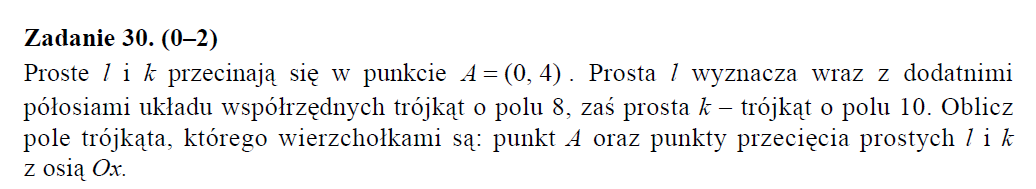 Zadanie 30. (0–2)
Proste l i k przecinają się w punkcie A = (0, 4) . Prosta l wyznacza wraz z dodatnimi
półosiami układu współrzędnych trójkąt o polu 8, zaś prosta k – trójkąt o polu 10. Oblicz
pole trójkąta, którego wierzchołkami są: punkt A oraz punkty przecięcia prostych l i k
z osią Ox.